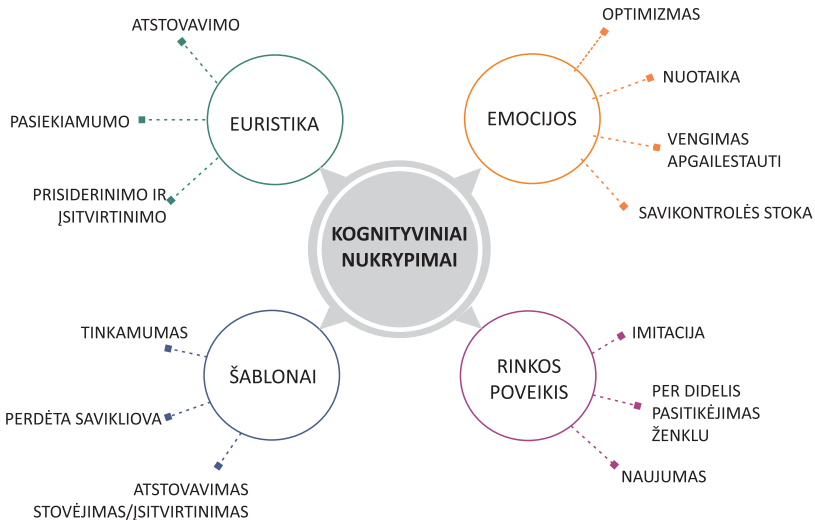 ATSTOVAVIMO
PASIEKIAMUMO
PRISIDERINIMO IR
ĮSITVIRTINIMO
EURISTIKA
OPTIMIZMAS
NUOTAIKA
VENGIMAS
APGAILESTAUTI
SAVIKONTROLĖS STOKA
EMOCIJOS
KOGNITYVINIAI
NUKRYPIMAI
TINKAMUMAS
PERDĖTA SAVIKLIOVA
ATSTOVAVIMAS
STOVĖJIMAS/ĮSITVIRTINIMAS
ŠABLONAI
RINKOS
POVEIKIS
IMITACIJA
PER DIDELIS
PASITIKĖJIMAS
ŽENKLU
NAUJUMAS